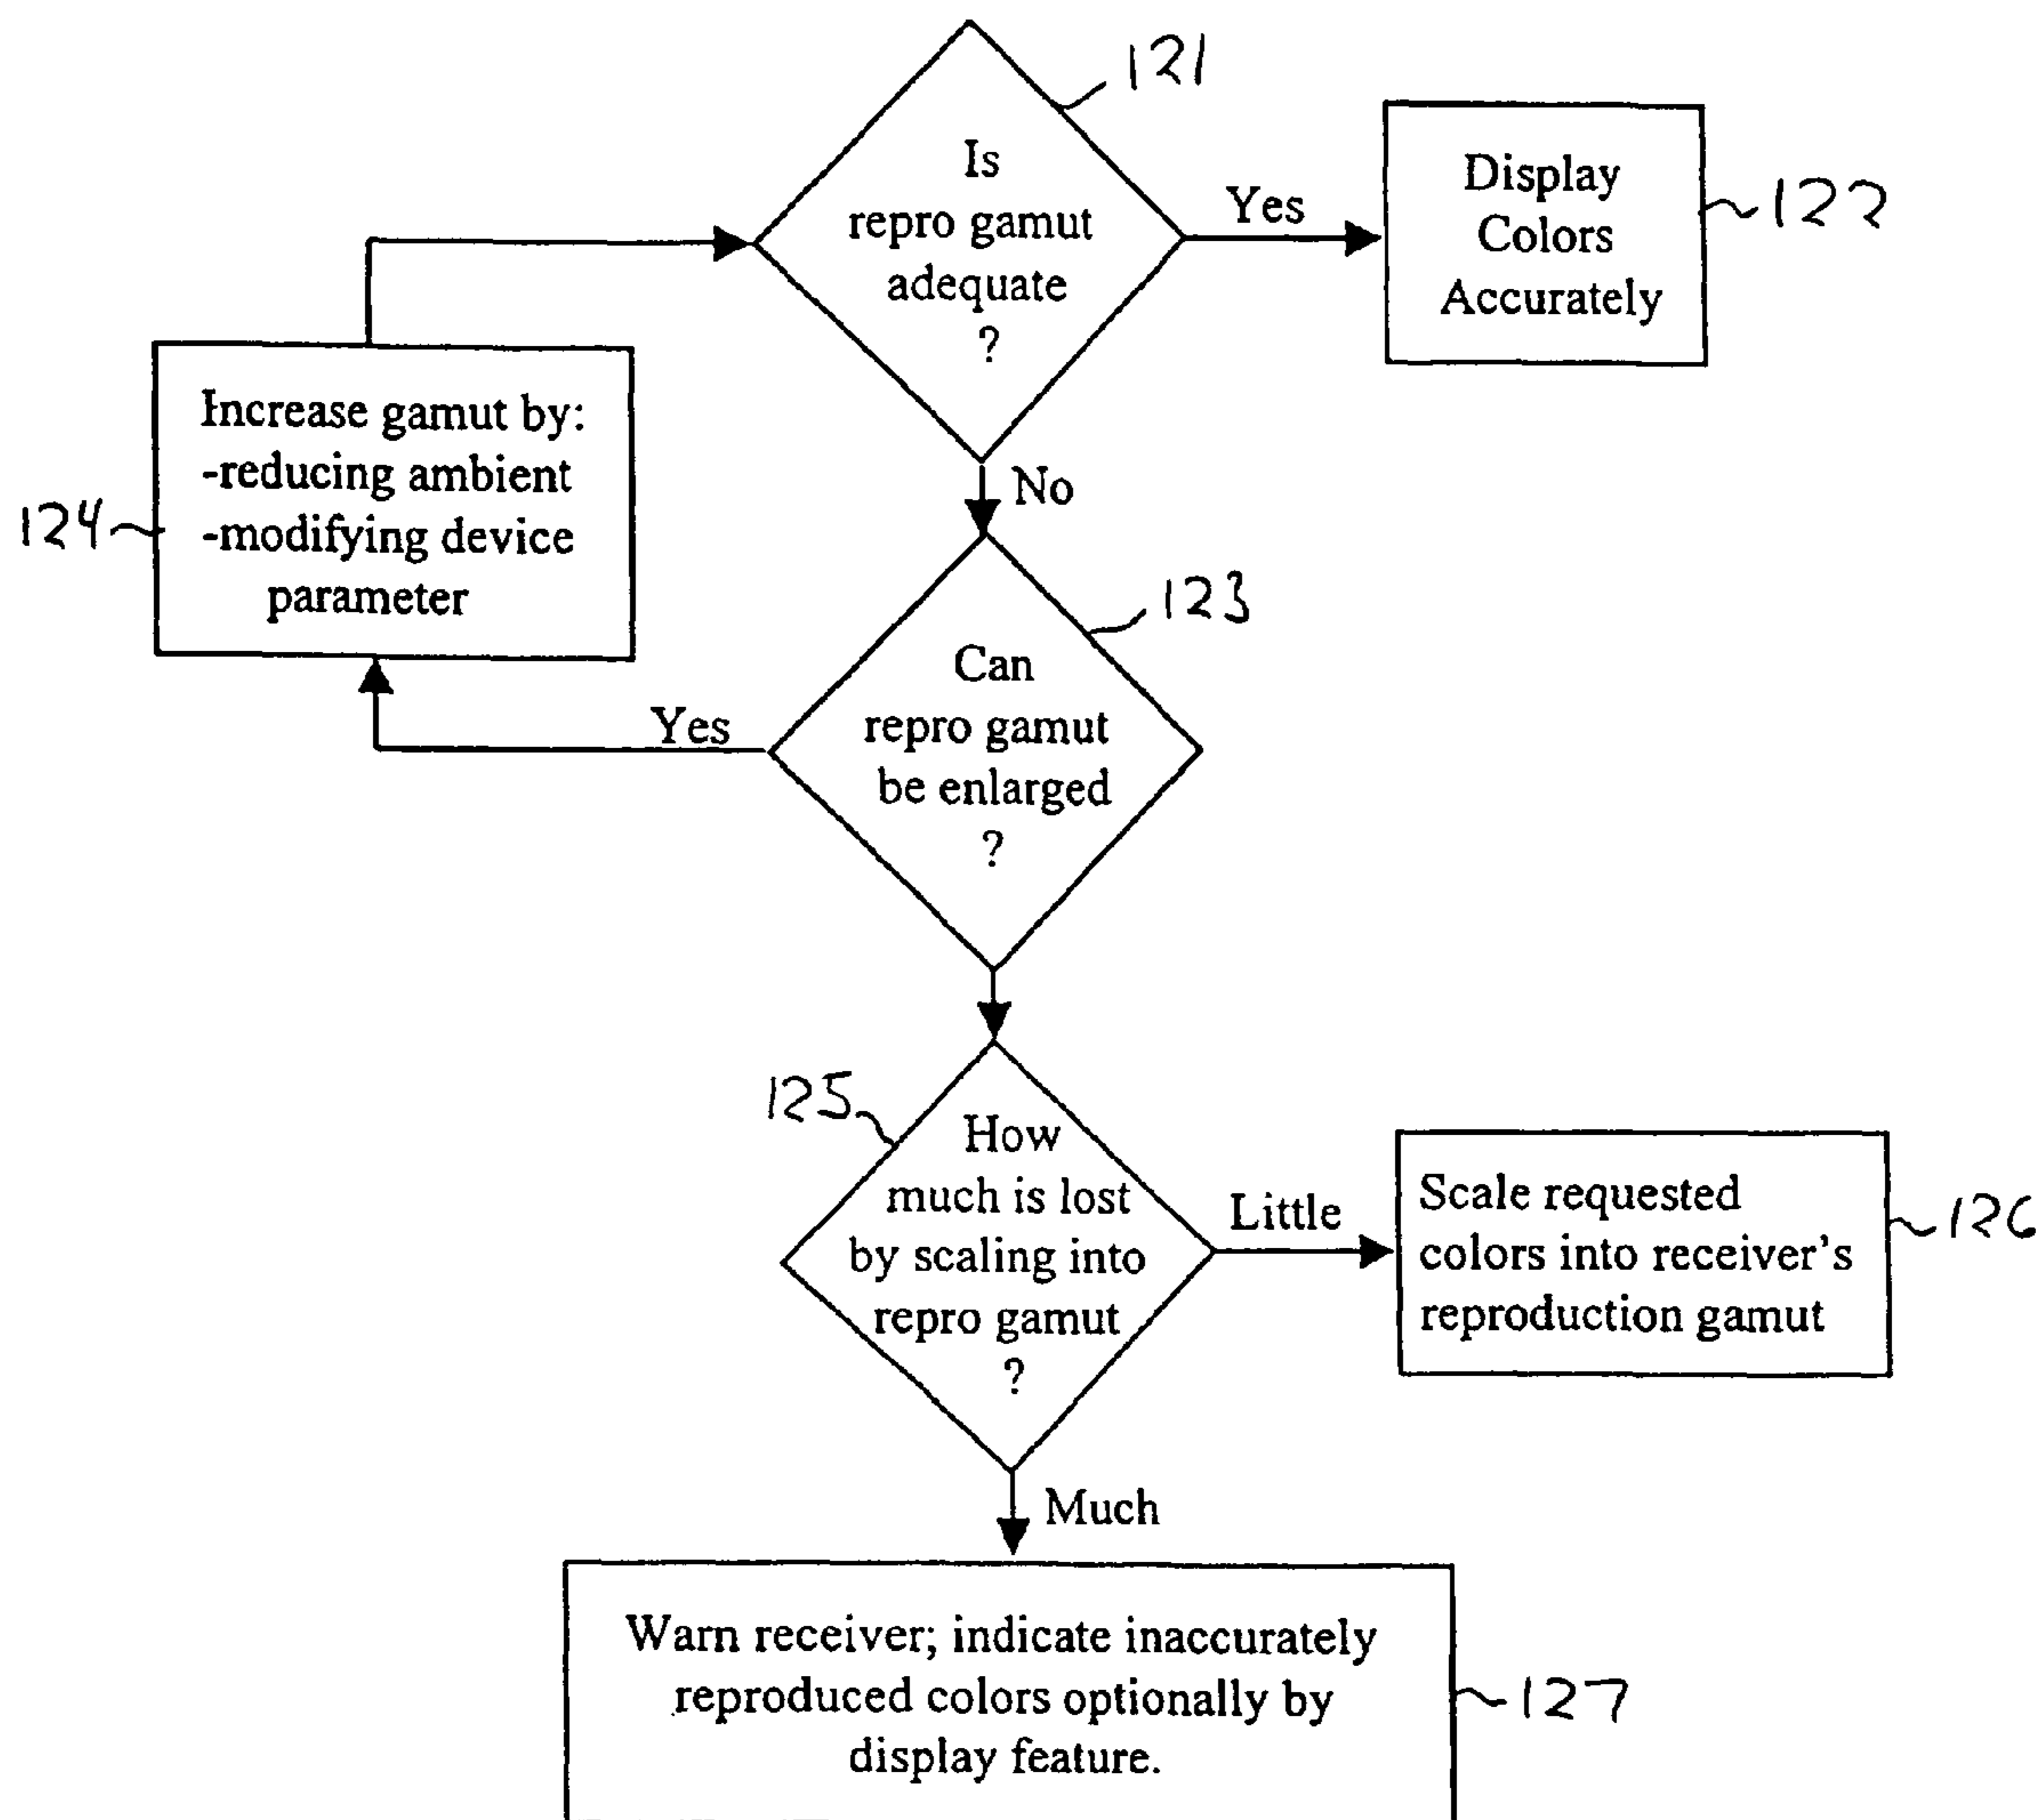 121
Is
repro gamut
adequate
?
Yes
Display
Colors
Accurately
122
No
Increase gamut by:
-reducing ambient
-modifying device
parameter
124
123
Can
repro gamut
be enlarged
?
Yes
125
How
much is lost
by scaling into
repro gamut
?
Little
Scale requested
colors into receiver's
reproduction gamut
126
Much
Warn receiver; indicate inaccurately
reproduced colors optionally by
display feature.
127